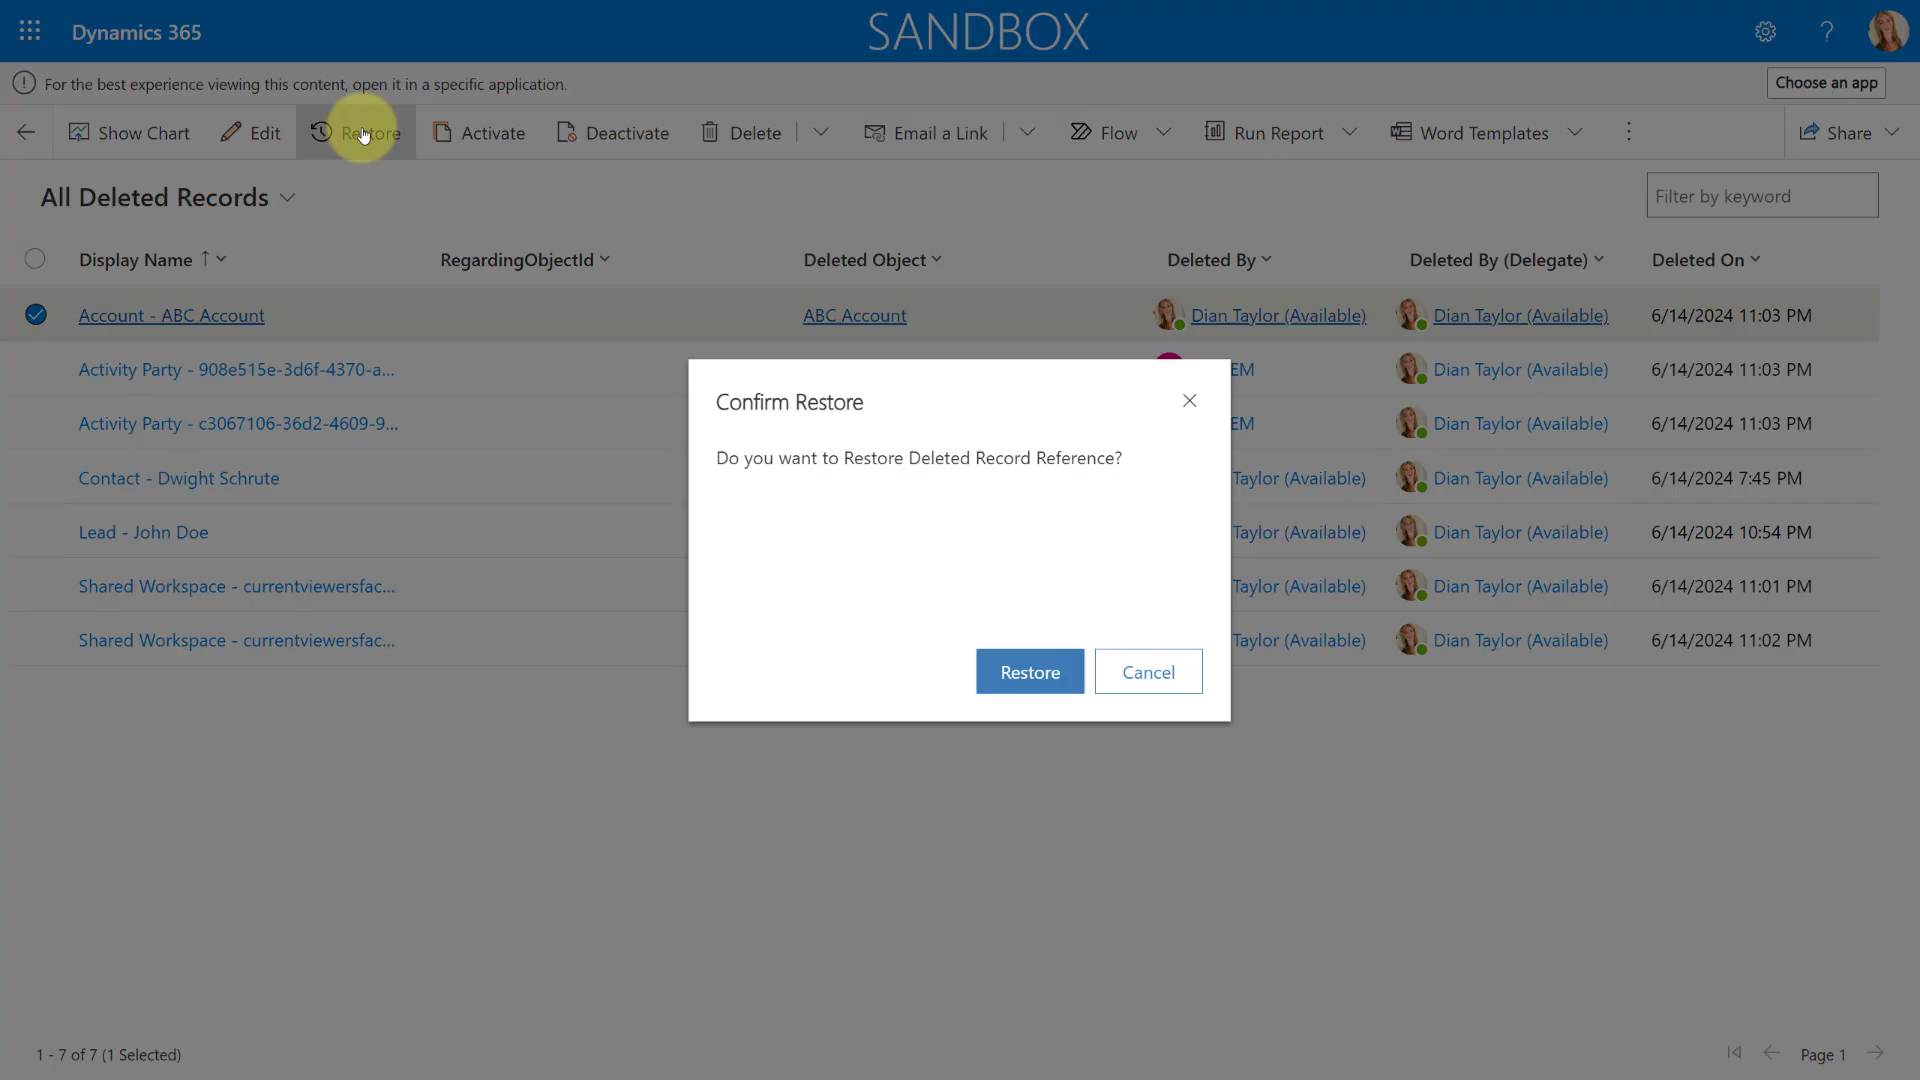 Dynamics 365
SANDBOX
For the best experience viewing this content, open it in a specific application.
Choose an app
Show Chart
Edit
Restore
Activate
Deactivate
Delete
Email a Link
Flow
Run Report
Word Templates
Share
All Deleted Records
Filter by keyword
Display Name
RegardingObjectId
Deleted Object
Deleted By
Deleted By (Delegate)
Deleted On
Account - ABC Account
ABC Account
Dian Taylor (Available)
Dian Taylor (Available)
6/14/2024 11:03 PM
Activity Party - 908e515e-3d6f-4370-a...
EM
Dian Taylor (Available)
6/14/2024 11:03 PM
Activity Party - c3067106-36d2-4609-9...
EM
Dian Taylor (Available)
6/14/2024 11:03 PM
Contact - Dwight Schrute
Taylor (Available)
Dian Taylor (Available)
6/14/2024 7:45 PM
Lead - John Doe
Taylor (Available)
Dian Taylor (Available)
6/14/2024 10:54 PM
Shared Workspace - currentviewersfac...
Taylor (Available)
Dian Taylor (Available)
6/14/2024 11:01 PM
Shared Workspace - currentviewersfac...
Taylor (Available)
Dian Taylor (Available)
6/14/2024 11:02 PM
Confirm Restore
Do you want to Restore Deleted Record Reference?
Restore
Cancel
1 - 7 of 7 (1 Selected)
Page 1